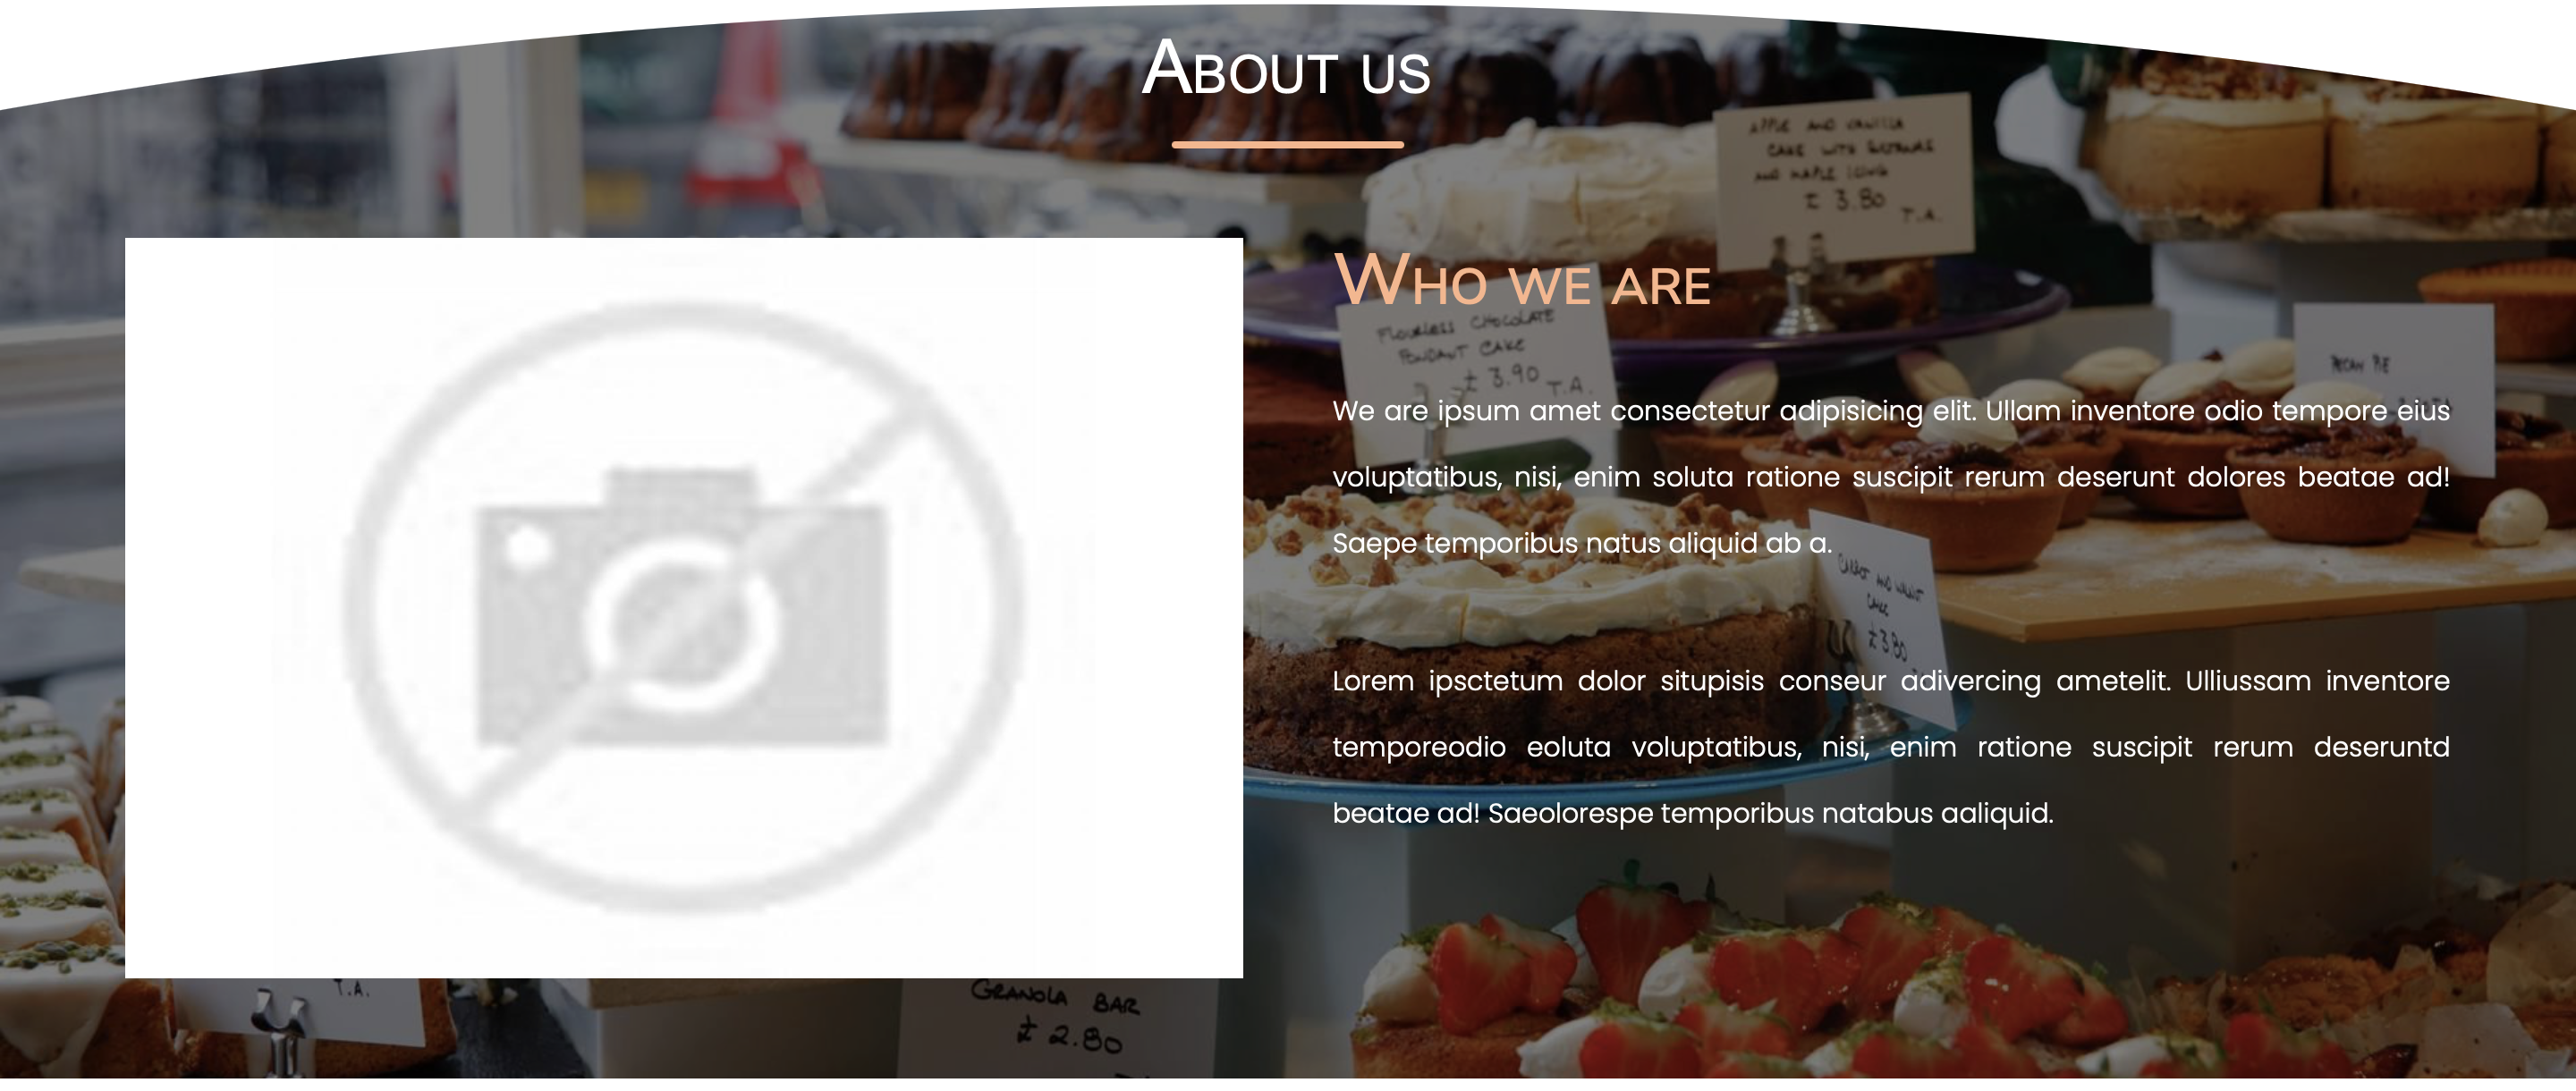 About us
APPLE AND VANILLA
CAKE WITH
AND MAPLE ICING
£ 3.80
T.A.
Who we are
FLOURLESS CHOCOLATE
FONDANT CAKE
£ 3.90 T.A.
PECAN PIE
We are ipsum amet consectetur adipisicing elit. Ullam inventore odio tempore eius
voluptatibus, nisi, enim soluta ratione suscipit rerum deserunt dolores beatae ad!
Saepe temporibus natus aliquid ab a.
CARROT AND WALNUT
CAKE
£3.80
Lorem ipsctetum dolor situpisis conseur adivercing ametelit. Ulliussam inventore
temporeodio eoluta voluptatibus, nisi, enim ratione suscipit rerum deseruntd
beatae ad! Saeolorespe temporibus natabus aaliquid.
T.A.
GRANOLA BAR
£ 2.80